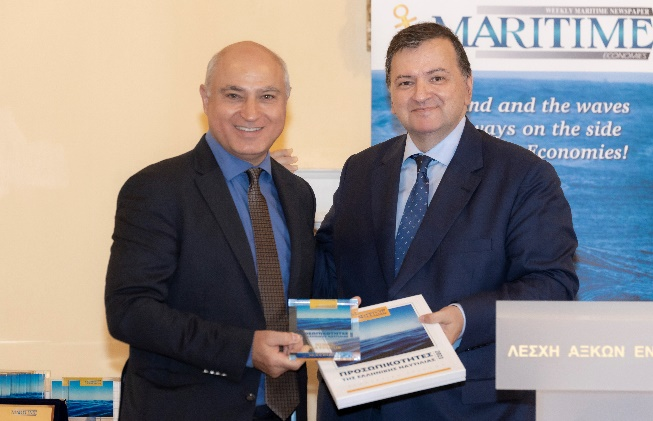 WEEKLY MARITIME NEWSPAPER
MARITIME
ECONOMIES
nd and the waves
ways on the side
Economies!
ΠΡΟΣΩΠΙΚΟΤΗΤΕΣ
ΤΗΣ ΕΛΛΗΝΙΚΗΣ ΝΑΥΤΙΛΙΑΣ
ΛΕΣΧΗ ΑΞΚΩΝ ΕΝ